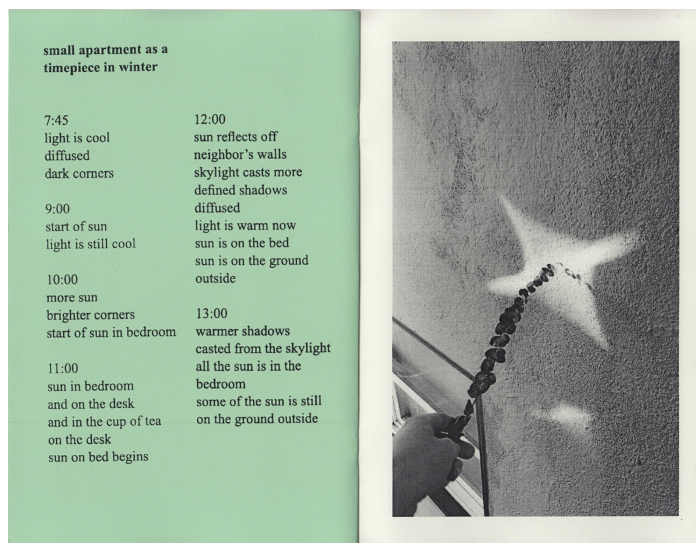 small apartment as a
timepiece in winter
7:45
light is cool
diffused
dark corners
9:00
start of sun
light is still cool
10:00
more sun
brighter corners
start of sun in bedroom
11:00
sun in bedroom
and on the desk
and in the cup of tea
on the desk
sun on bed begins
12:00
sun reflects off
neighbor's walls
skylight casts more
defined shadows
diffused
light is warm now
sun is on the bed
sun is on the ground
outside
13:00
warmer shadows
casted from the skylight
all the sun is in the
bedroom
some of the sun is still
on the ground outside